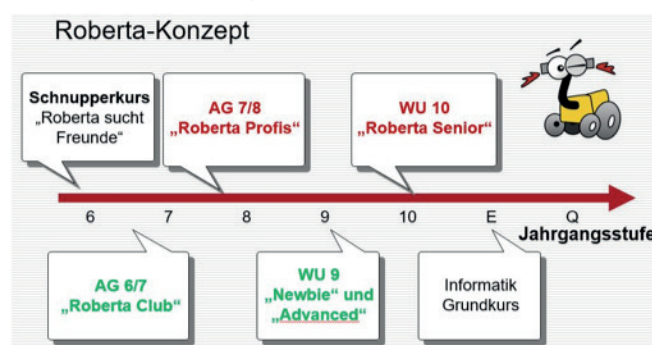 Roberta-Konzept
Schnupperkurs
„Roberta sucht
Freunde“
AG 7/8
„Roberta Profis“
WU 10
„Roberta Senior“
6 7 8 9 10 E Q
Jahrgangsstufe
AG 6/7
„Roberta Club“
WU 9
„Newbie“ und
„Advanced“
Informatik
Grundkurs